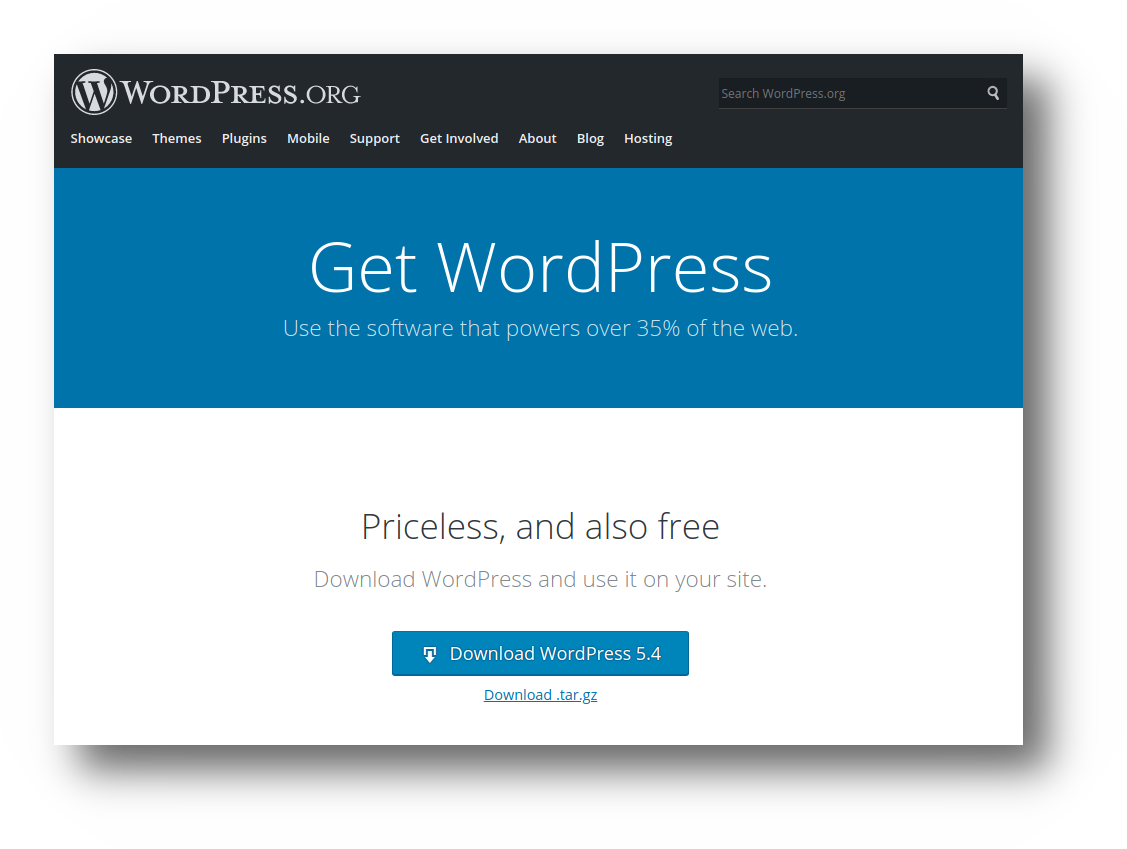 WORDPRESS.ORG
Search WordPress.org
Showcase Themes Plugins Mobile Support Get Involved About Blog Hosting
Get WordPress
Use the software that powers over 35% of the web.
Priceless, and also free
Download WordPress and use it on your site.
Download WordPress 5.4
Download .tar.gz